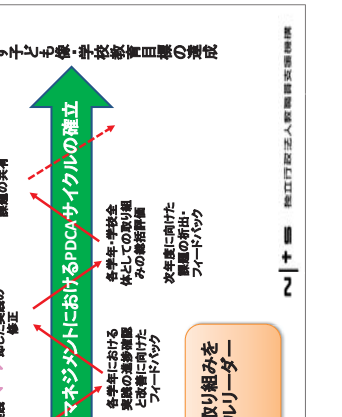 す子ども像・学校教育目標の達成
課題の共有
マネジメントにおけるPDCAサイクルの確立
各学年・学校全
体としての取り組
みの総括評価
次年度に向けた
課題の析出・
フィードバック
修正
各学年における
実践の進捗確認
と改善に向けた
フィードバック
取り組みを
ルリーダー
独立行政法人教職員支援機構